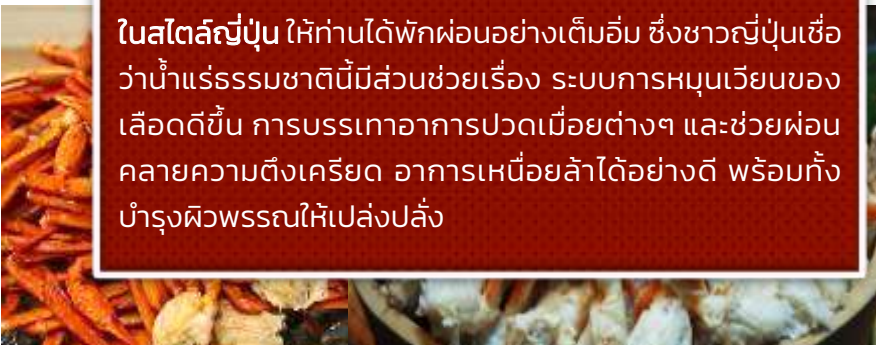 ในสไตล์ญี่ปุ่น ให้ท่านได้พักผ่อนอย่างเต็มอิ่ม ซึ่งชาวญี่ปุ่นเชื่อ
ว่าน้ำแร่ธรรมชาตินี้มีส่วนช่วยเรื่อง ระบบการหมุนเวียนของ
เลือดดีขึ้น การบรรเทาอาการปวดเมื่อยต่างๆ และช่วยผ่อน
คลายความตึงเครียด อาการเหนื่อยล้าได้อย่างดี พร้อมทั้ง
บำรุงผิวพรรณให้เปล่งปลั่ง